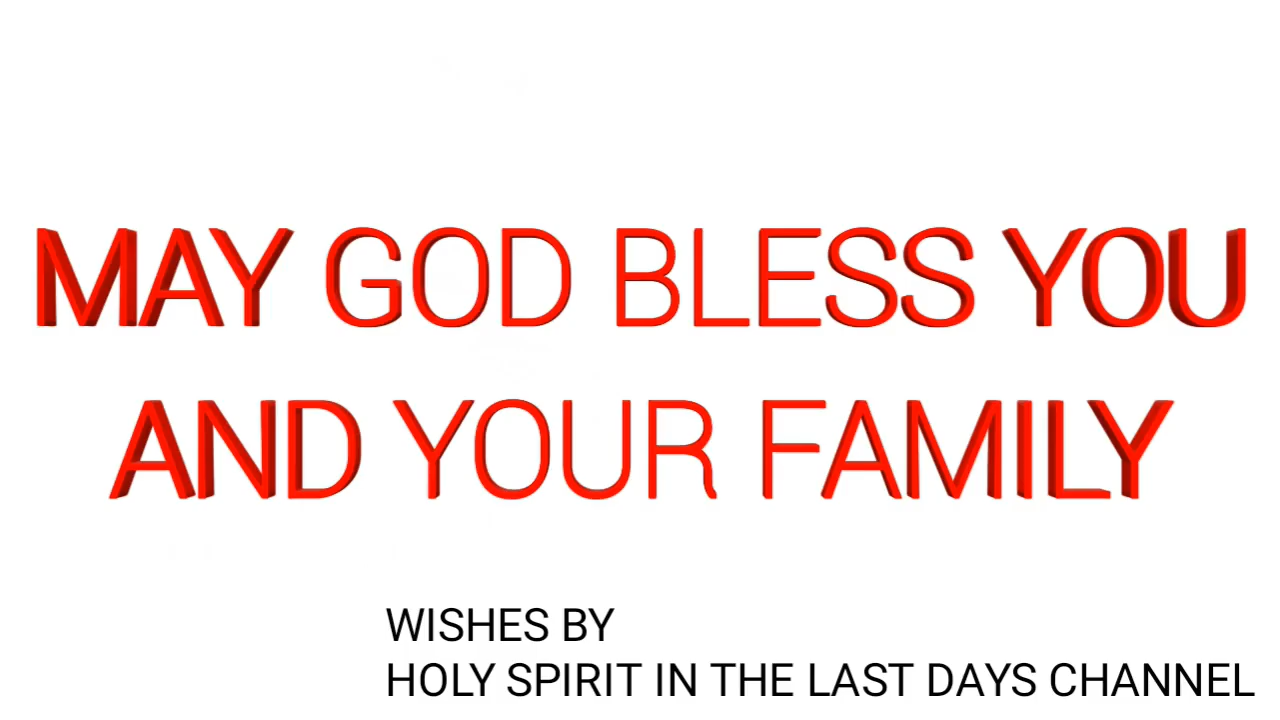 MAY GOD BLESS YOU
AND YOUR FAMILY
WISHES BY
HOLY SPIRIT IN THE LAST DAYS CHANNEL